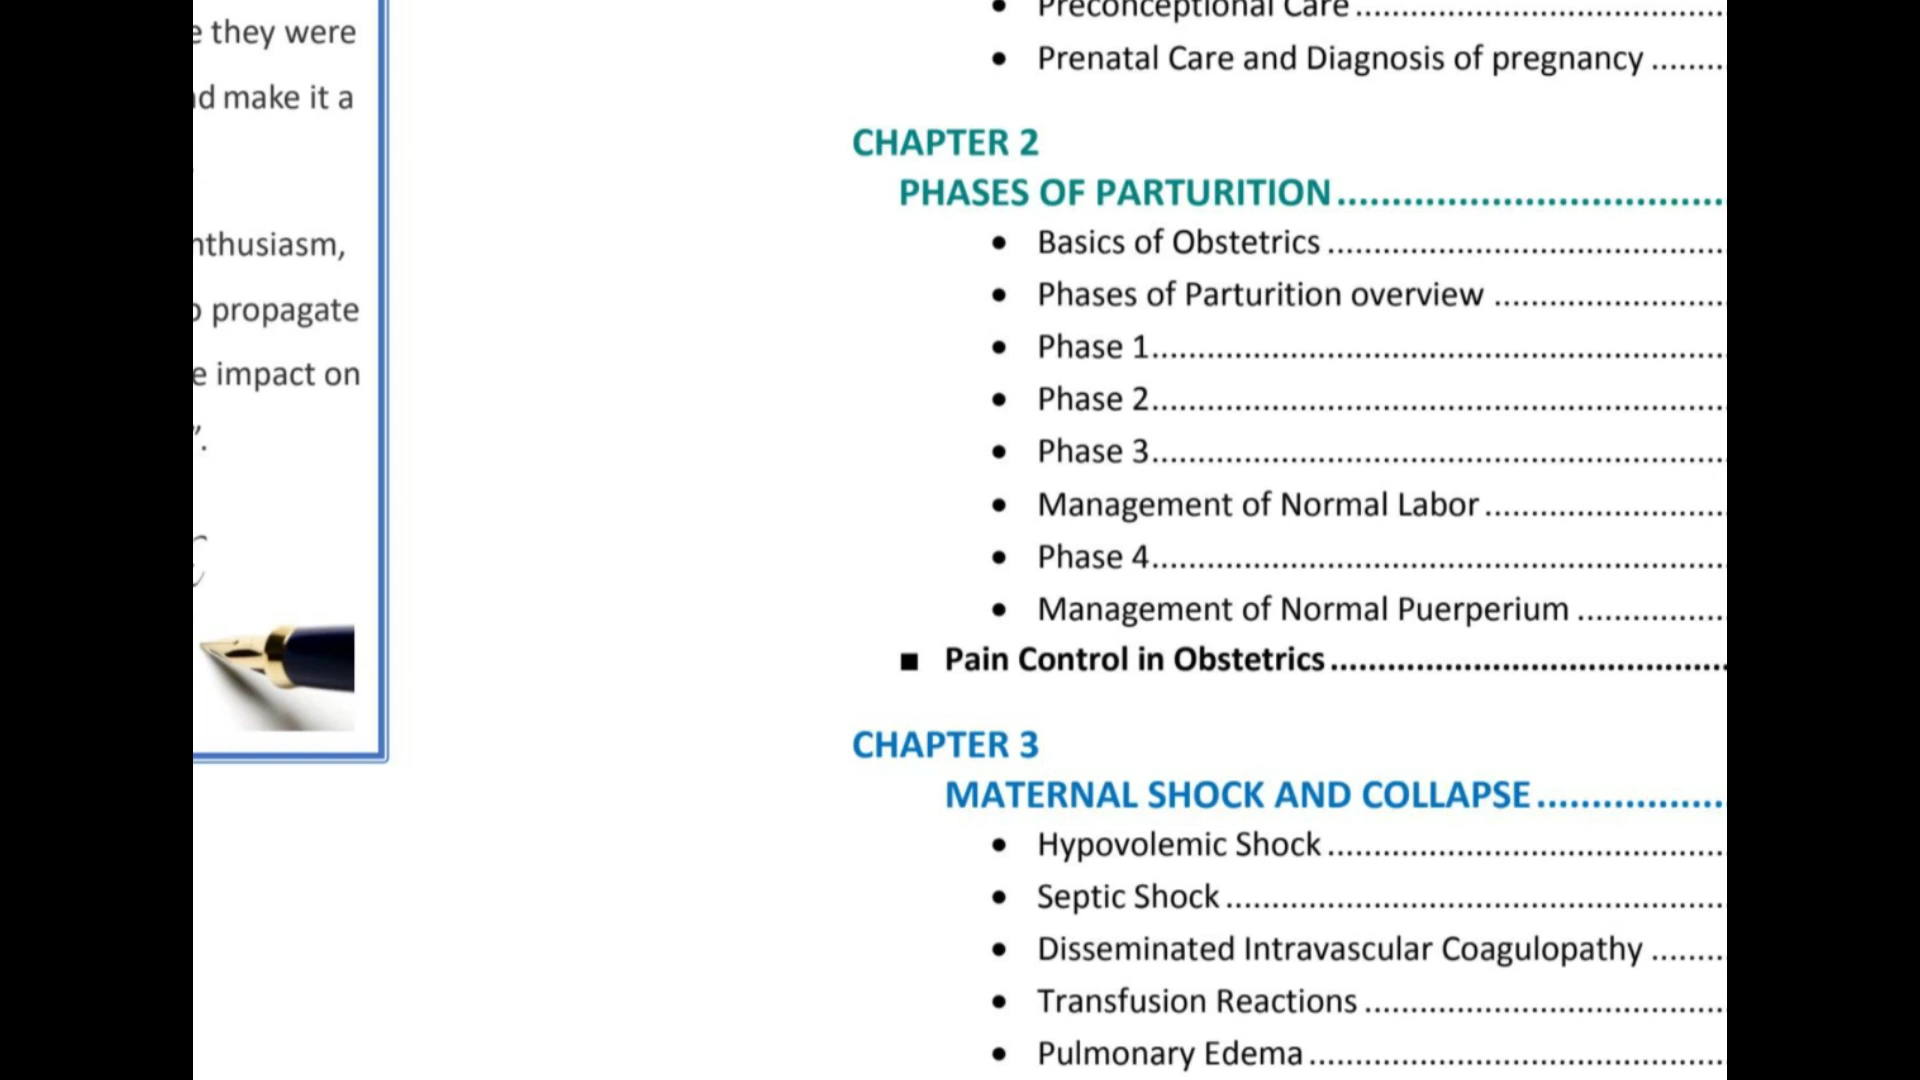 they were
make it a
propagate
impact on
Preconceptional Care
Prenatal Care and Diagnosis of pregnancy
CHAPTER 2
PHASES OF PARTURITION
• Basics of Obstetrics
• Phases of Parturition overview
• Phase 1
• Phase 2
• Phase 3
• Management of Normal Labor
• Phase 4
• Management of Normal Puerperium
▪ Pain Control in Obstetrics
CHAPTER 3
MATERNAL SHOCK AND COLLAPSE
• Hypovolemic Shock
• Septic Shock
• Disseminated Intravascular Coagulopathy
• Transfusion Reactions
• Pulmonary Edema